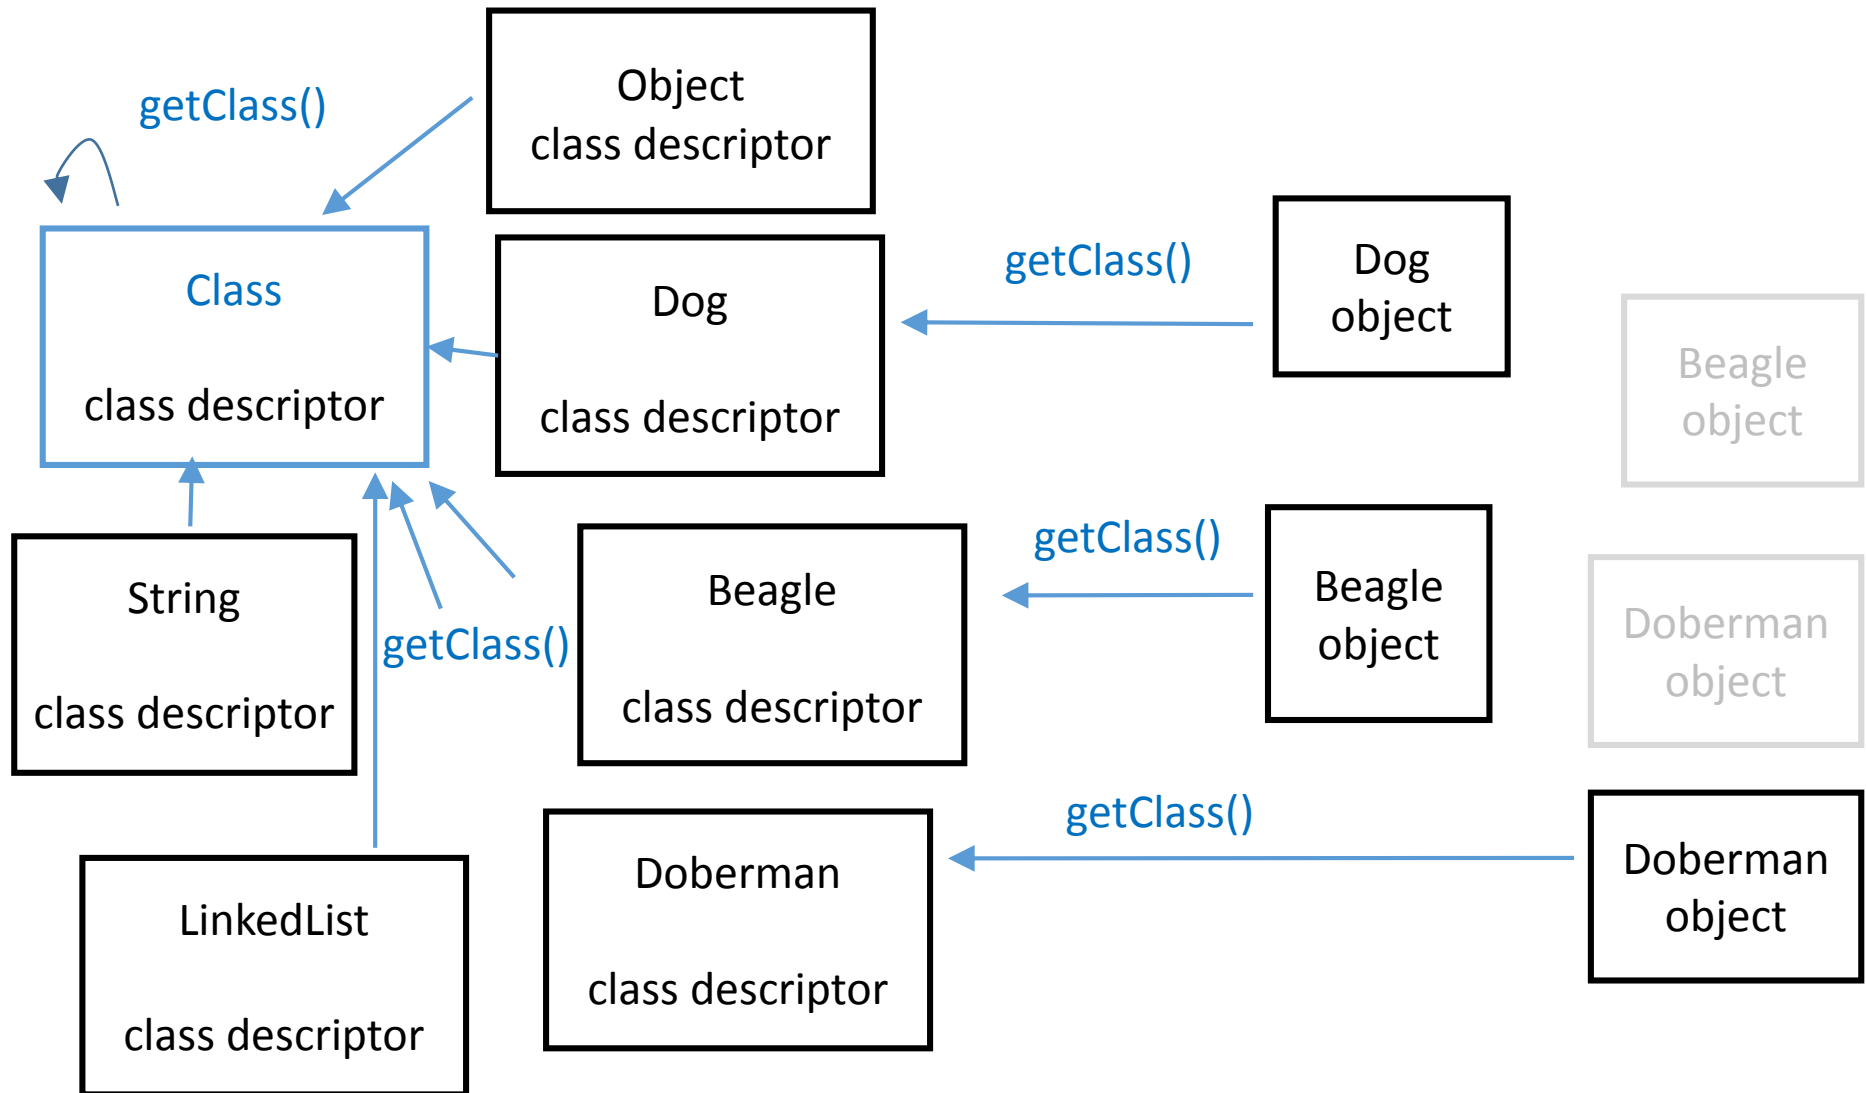 getClass()
Object
class descriptor
Class
class descriptor
Dog
class descriptor
getClass()
Dog
object
Beagle
object
String
class descriptor
getClass()
Beagle
class descriptor
getClass()
Beagle
object
Doberman
object
LinkedList
class descriptor
Doberman
class descriptor
getClass()
Doberman
object